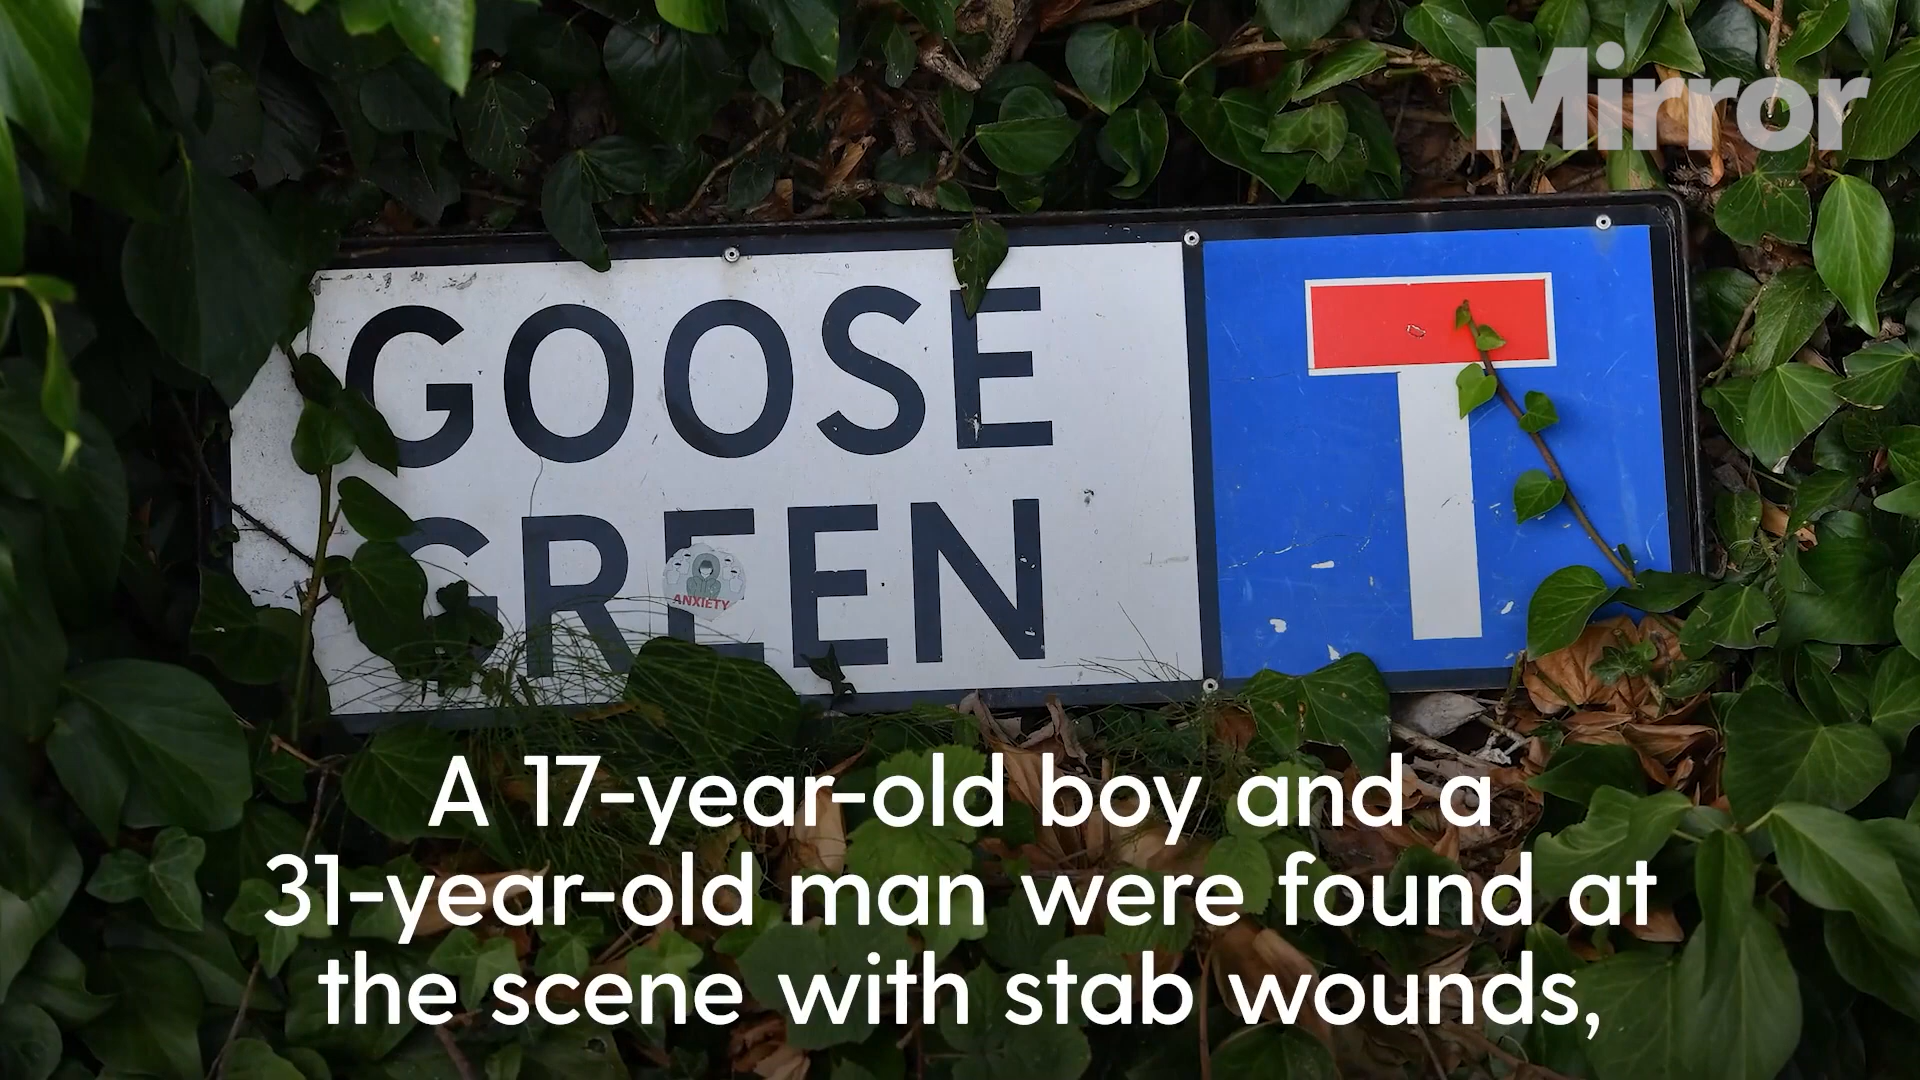 Mirror
GOOSE
GREEN
ANXIETY
A 17-year-old boy and a
31-year-old man were found at
the scene with stab wounds,